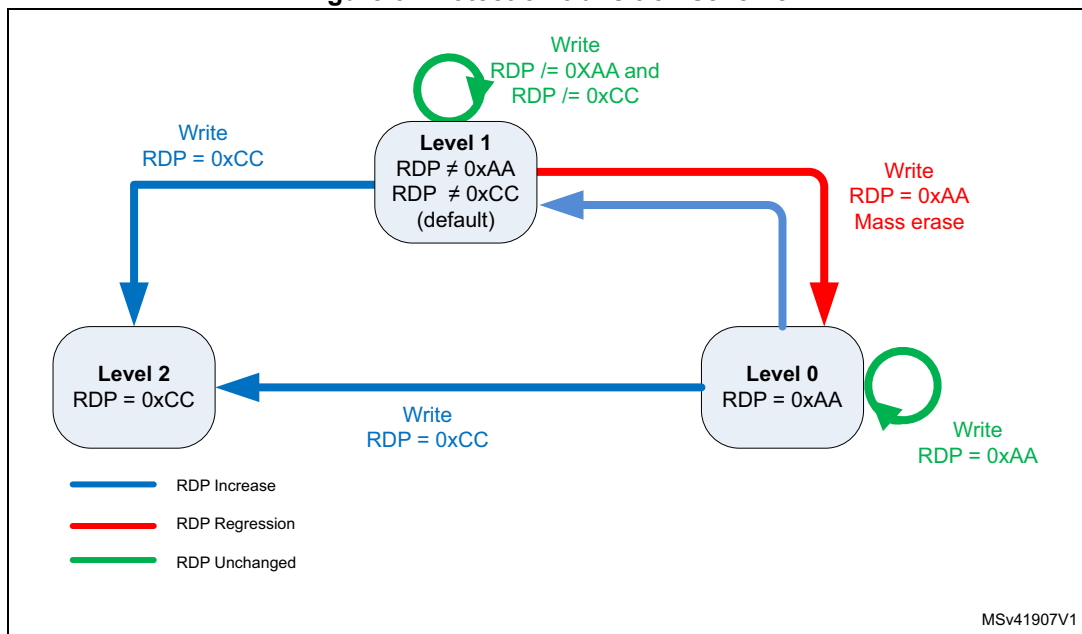 Write
RDP /= 0XAA and
RDP /= 0xCC
Write
RDP = 0xCC
Level 1
RDP ≠ 0xAA
RDP ≠ 0xCC
(default)
Write
RDP = 0xAA
Mass erase
Level 2
RDP = 0xCC
Level 0
RDP = 0xAA
Write
RDP = 0xCC
Write
RDP = 0xAA
RDP Increase
RDP Regression
RDP Unchanged
MSv41907V1